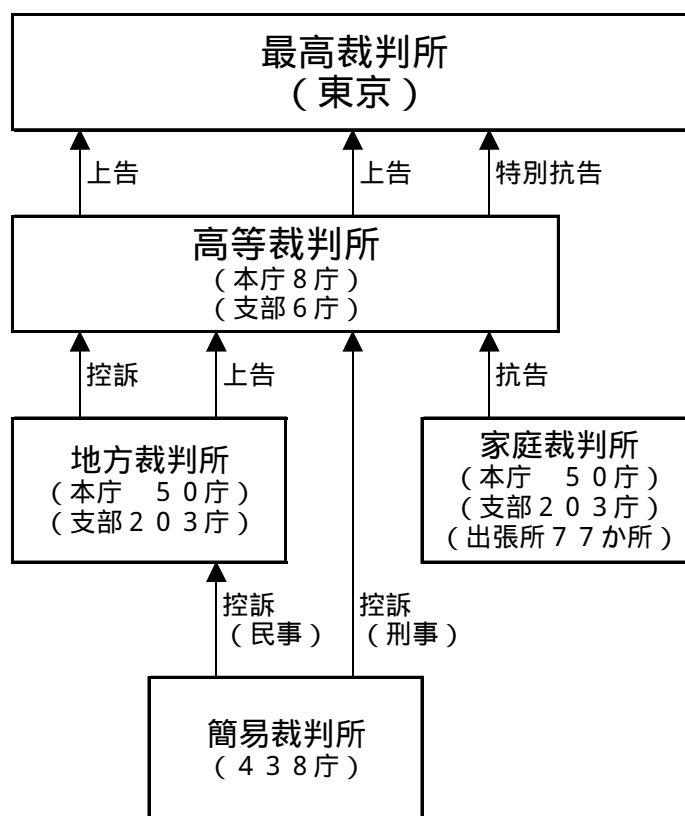 最高裁判所
（東京）
上告
上告
特別抗告
高等裁判所
（本庁８庁）
（支部６庁）
控訴
上告
抗告
地方裁判所
（本庁　５０庁）
（支部２０３庁）
家庭裁判所
（本庁　５０庁）
（支部２０３庁）
（出張所７７か所）
控訴
（民事）
控訴
（刑事）
簡易裁判所
（４３８庁）